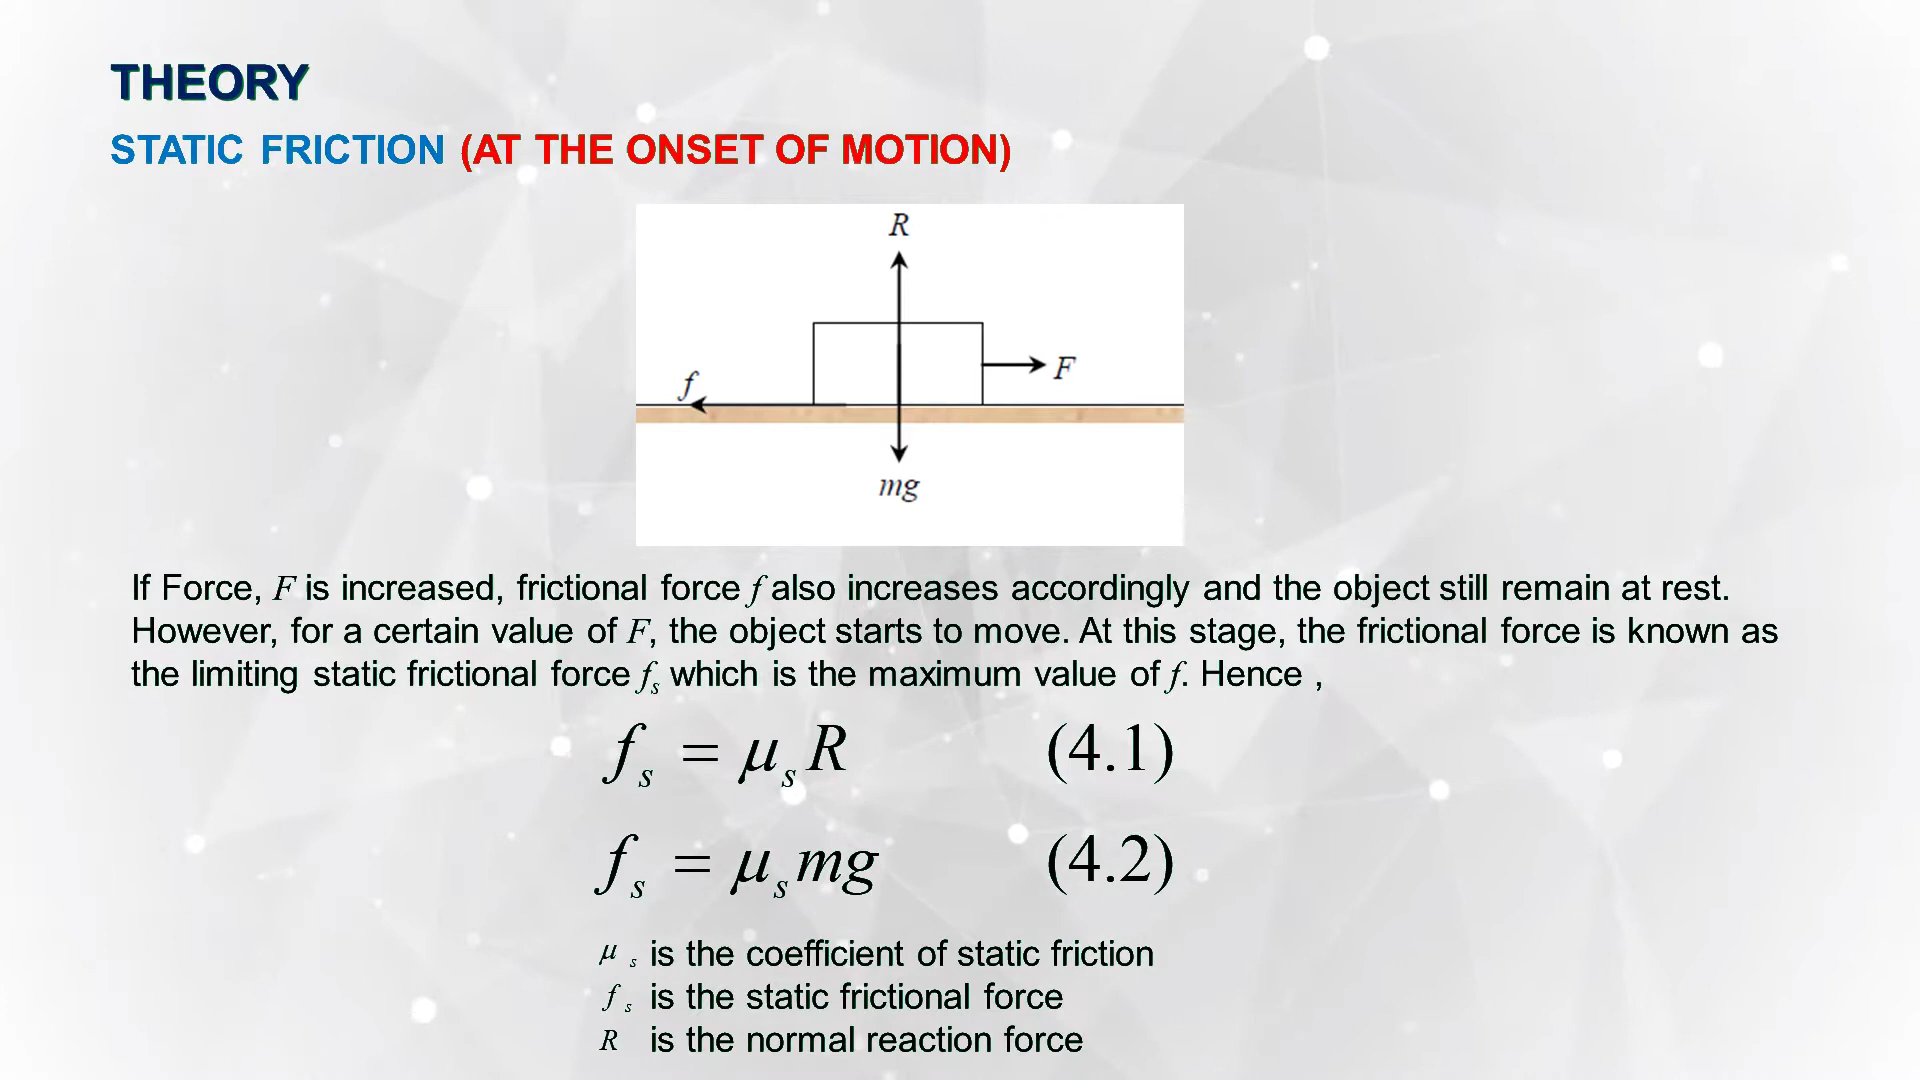 THEORY
STATIC FRICTION (AT THE ONSET OF MOTION)
R
F
f
mg
If Force, F is increased, frictional force f also increases accordingly and the object still remain at rest.
However, for a certain value of F, the object starts to move. At this stage, the frictional force is known as
the limiting static frictional force fₛ which is the maximum value of f. Hence ,
fₛ = μₛR (4.1)
fₛ = μₛmg (4.2)
μₛ is the coefficient of static friction
fₛ is the static frictional force
R is the normal reaction force